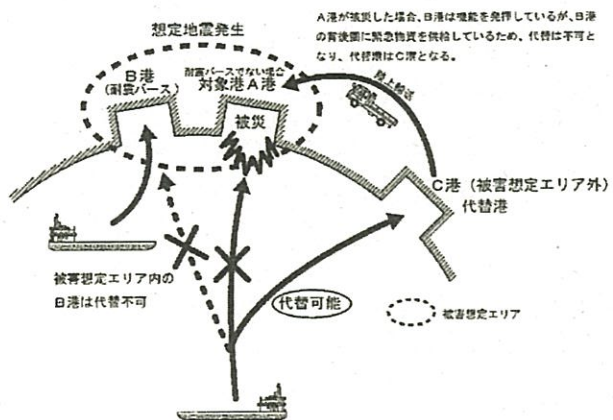 A港が被災した場合、B港は機能を発揮しているが、B港
の背後圏に緊急物資を供給しているため、代替は不可と
なり、代替港はC港となる。
想定地震発生
B港
(耐震バース)
耐震バースでない場合
対象港A港
被災
陸上輸送
C港(被害想定エリア外)
代替港
被害想定エリア内の
B港は代替不可
代替可能
被害想定エリア